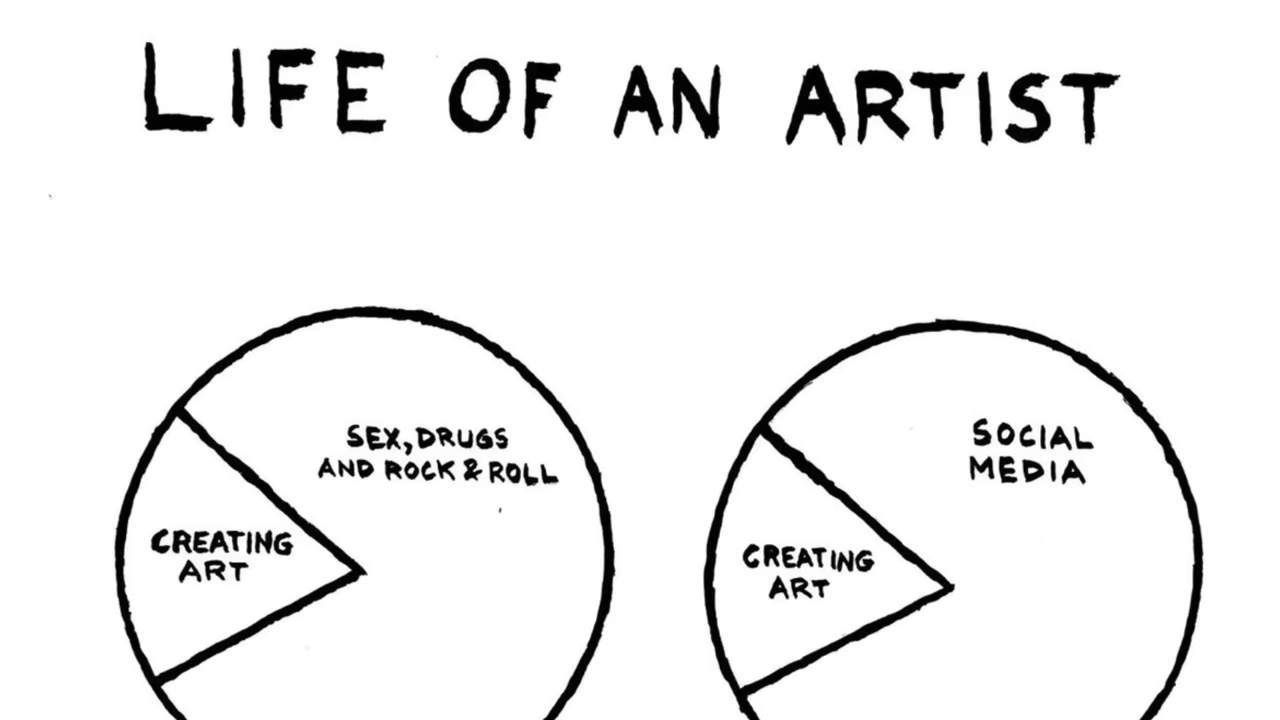 LIFE OF AN ARTIST
SEX, DRUGS
AND ROCK & ROLL
CREATING
ART
SOCIAL
MEDIA
CREATING
ART